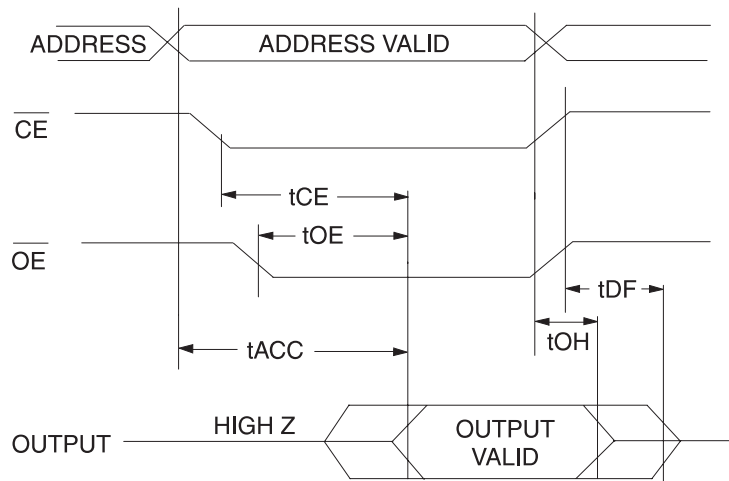 ADDRESS
ADDRESS VALID
CE
tCE
tOE
OE
tDF
tOH
tACC
HIGH Z
OUTPUT
OUTPUT
VALID